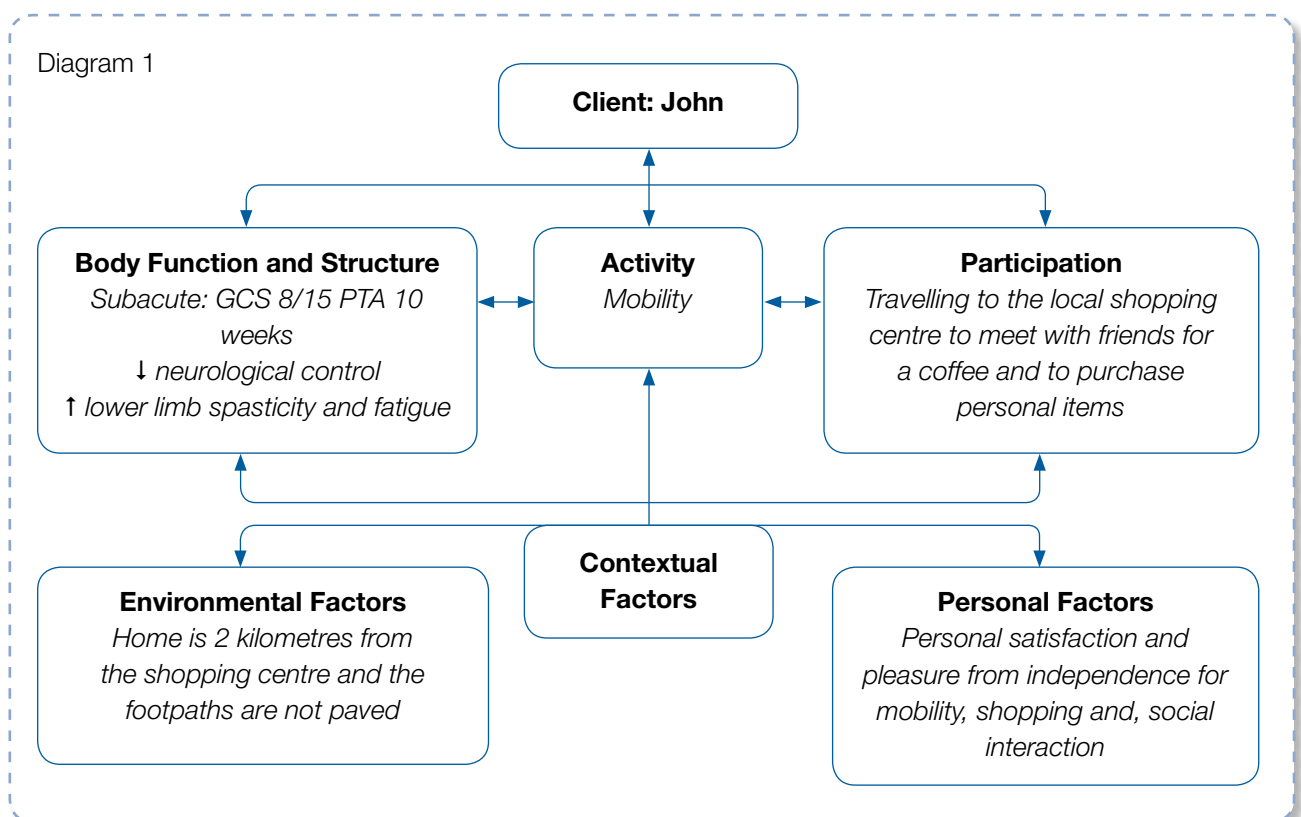 Diagram 1
Client: John
Body Function and Structure
Subacute: GCS 8/15 PTA 10
weeks
↓ neurological control
↑ lower limb spasticity and fatigue
Activity
Mobility
Participation
Travelling to the local shopping
centre to meet with friends for
a coffee and to purchase
personal items
Contextual
Factors
Environmental Factors
Home is 2 kilometres from
the shopping centre and the
footpaths are not paved
Personal Factors
Personal satisfaction and
pleasure from independence for
mobility, shopping and, social
interaction